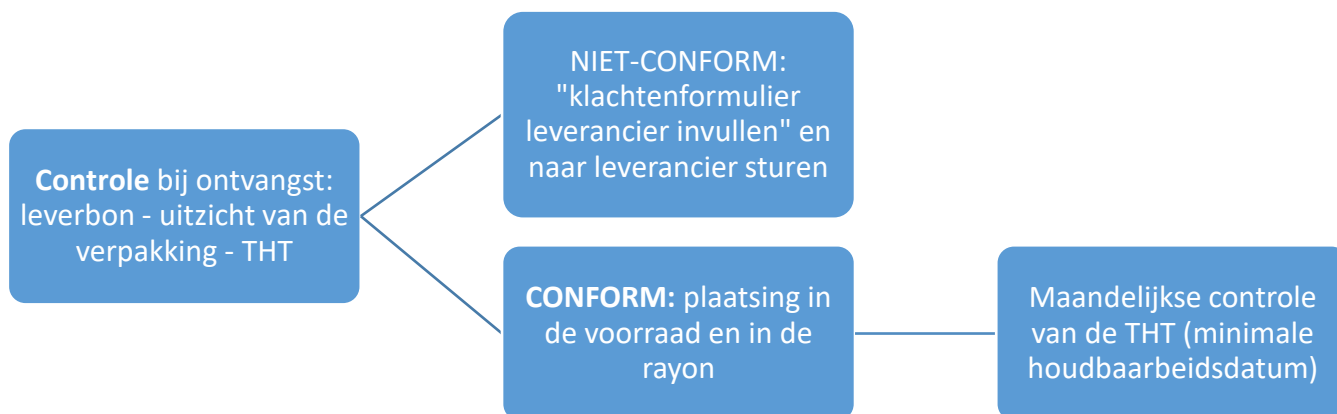 NIET-CONFORM:
"klachtenformulier
leverancier invullen" en
naar leverancier sturen
Controle bij ontvangst:
leverbon - uitzicht van de
verpakking - THT
CONFORM: plaatsing in
de voorraad en in de
rayon
Maandelijkse controle
van de THT (minimale
houdbaarbeidsdatum)